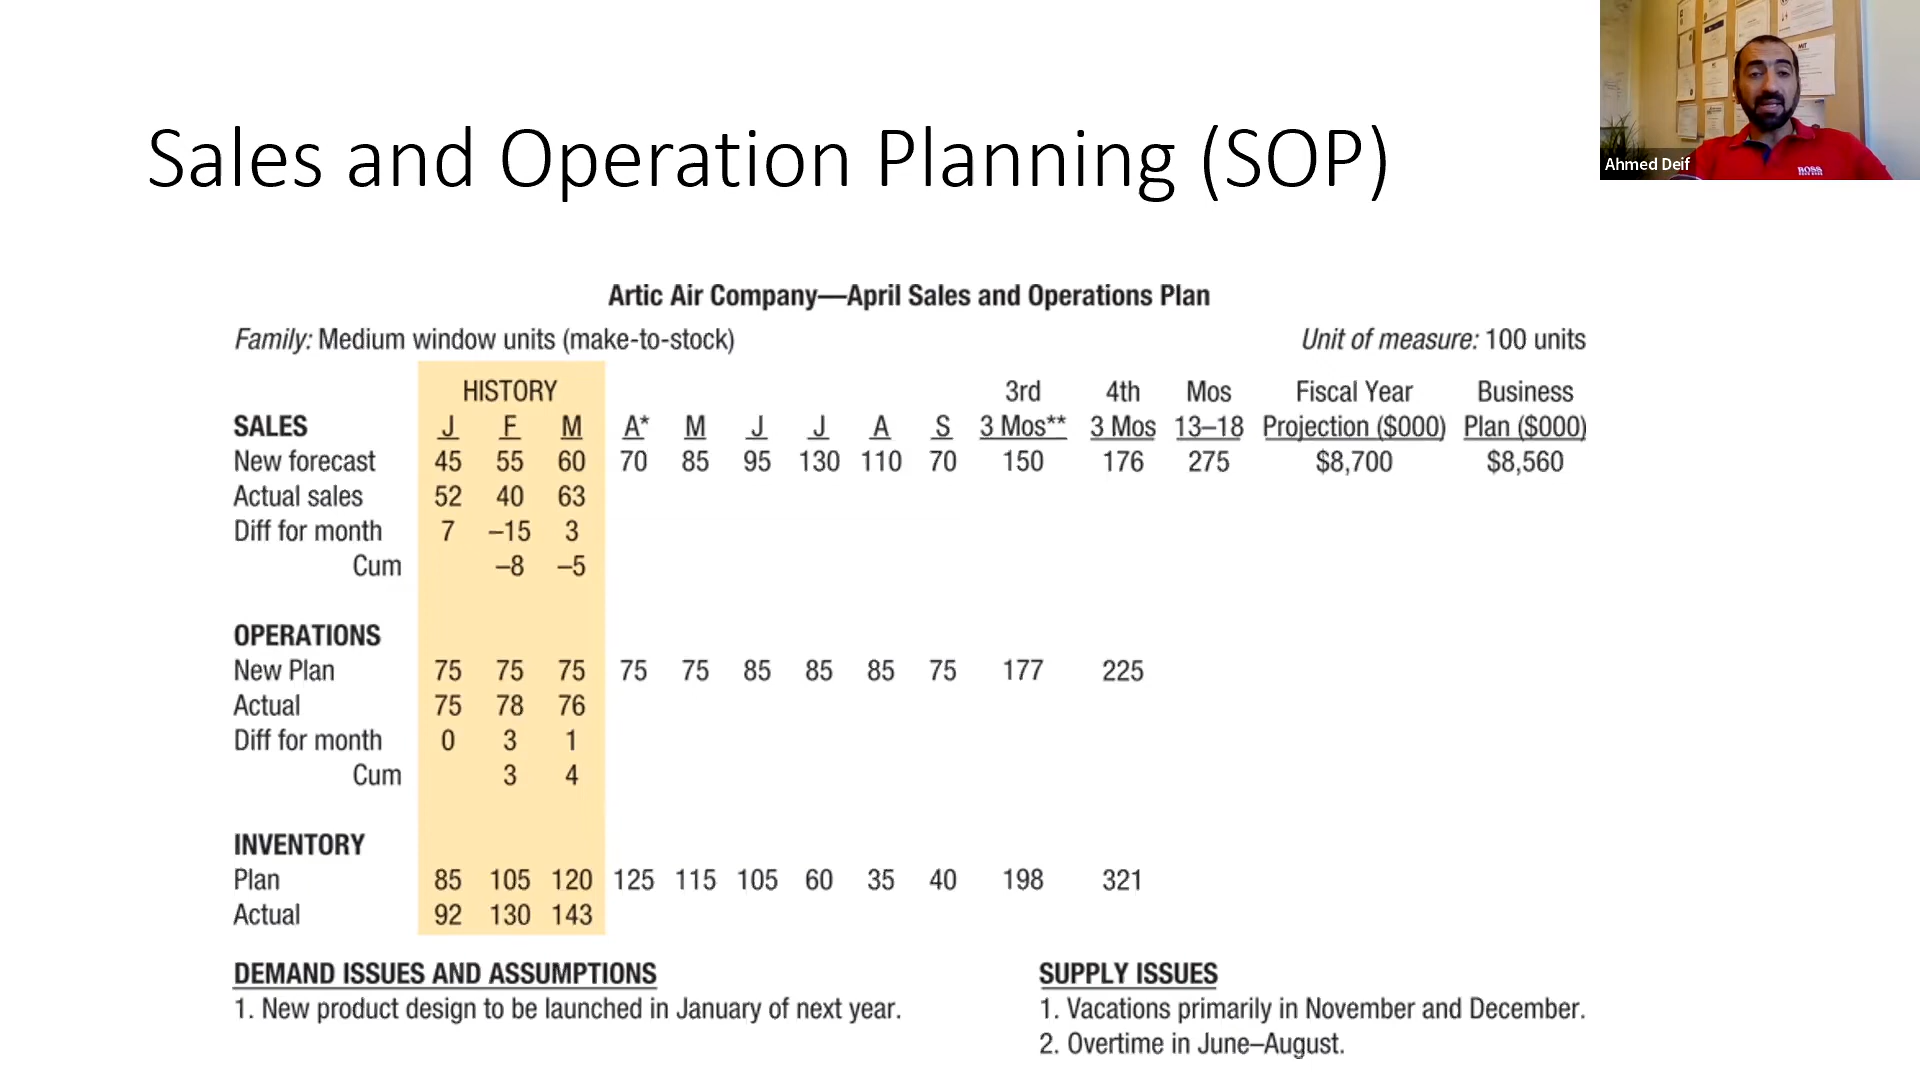 Sales and Operation Planning (SOP)
Ahmed Deif
BOSS
Artic Air Company—April Sales and Operations Plan
Family: Medium window units (make-to-stock) Unit of measure: 100 units
HISTORY 3rd 4th Mos Fiscal Year Business
SALES J F M A* M J J A S 3 Mos** 3 Mos 13–18 Projection ($000) Plan ($000)
New forecast 45 55 60 70 85 95 130 110 70 150 176 275 $8,700 $8,560
Actual sales 52 40 63
Diff for month 7 –15 3
Cum –8 –5
OPERATIONS
New Plan 75 75 75 75 75 85 85 85 75 177 225
Actual 75 78 76
Diff for month 0 3 1
Cum 3 4
INVENTORY
Plan 85 105 120 125 115 105 60 35 40 198 321
Actual 92 130 143
DEMAND ISSUES AND ASSUMPTIONS
1. New product design to be launched in January of next year.
SUPPLY ISSUES
1. Vacations primarily in November and December.
2. Overtime in June–August.